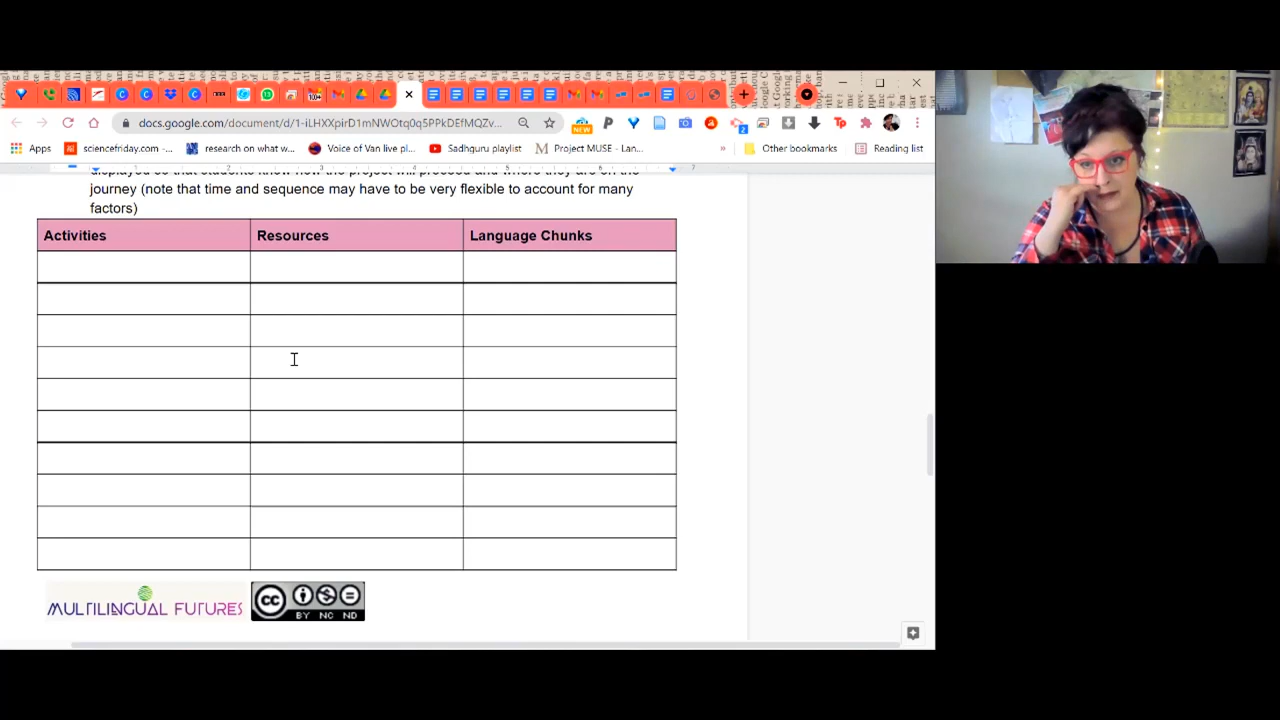 docs.google.com/document/d/1-iLHXXpirD1mNWOtq0q5PPkDEfMQZv...
NEW
Apps
sciencefriday.com -...
research on what w...
Voice of Van live pl...
Sadhguru playlist
Project MUSE - Lan...
»
Other bookmarks
Reading list
journey (note that time and sequence may have to be very flexible to account for many
factors)
Activities Resources Language Chunks
MULTILINGUAL FUTURES
CC BY NC ND